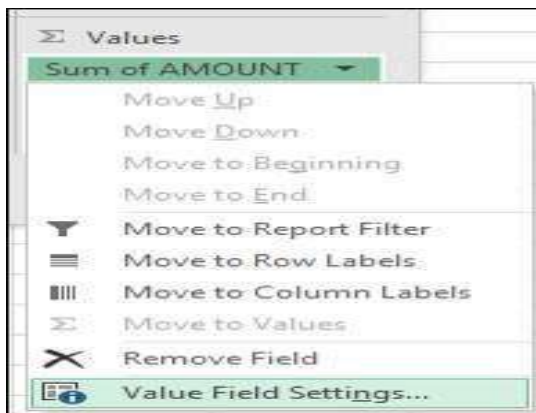 Σ Values
Sum of AMOUNT
Move Up
Move Down
Move to Beginning
Move to End
Move to Report Filter
Move to Row Labels
Move to Column Labels
Σ Move to Values
Remove Field
Value Field Settings...